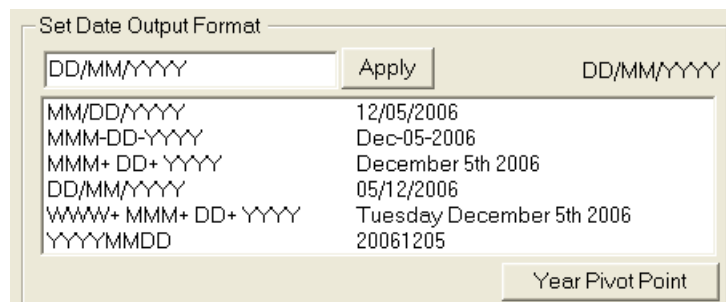 Set Date Output Format
DD/MM/YYYY Apply DD/MM/YYYY
MM/DD/YYYY 12/05/2006
MMM-DD-YYYY Dec-05-2006
MMM+ DD+ YYYY December 5th 2006
DD/MM/YYYY 05/12/2006
WWW+ MMM+ DD+ YYYY Tuesday December 5th 2006
YYYYMMDD 20061205
Year Pivot Point